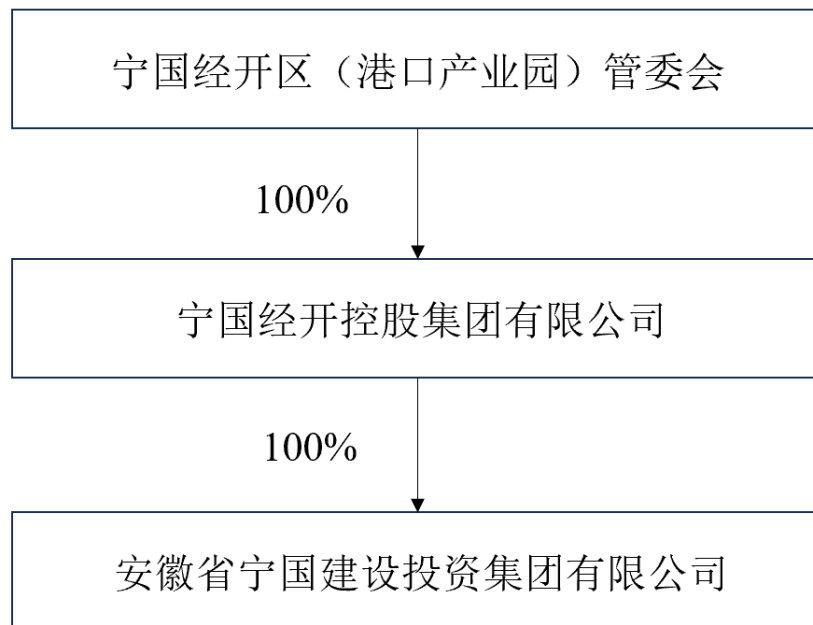 宁国经开区（港口产业园）管委会
100%
宁国经开控股集团有限公司
100%
安徽省宁国建设投资集团有限公司